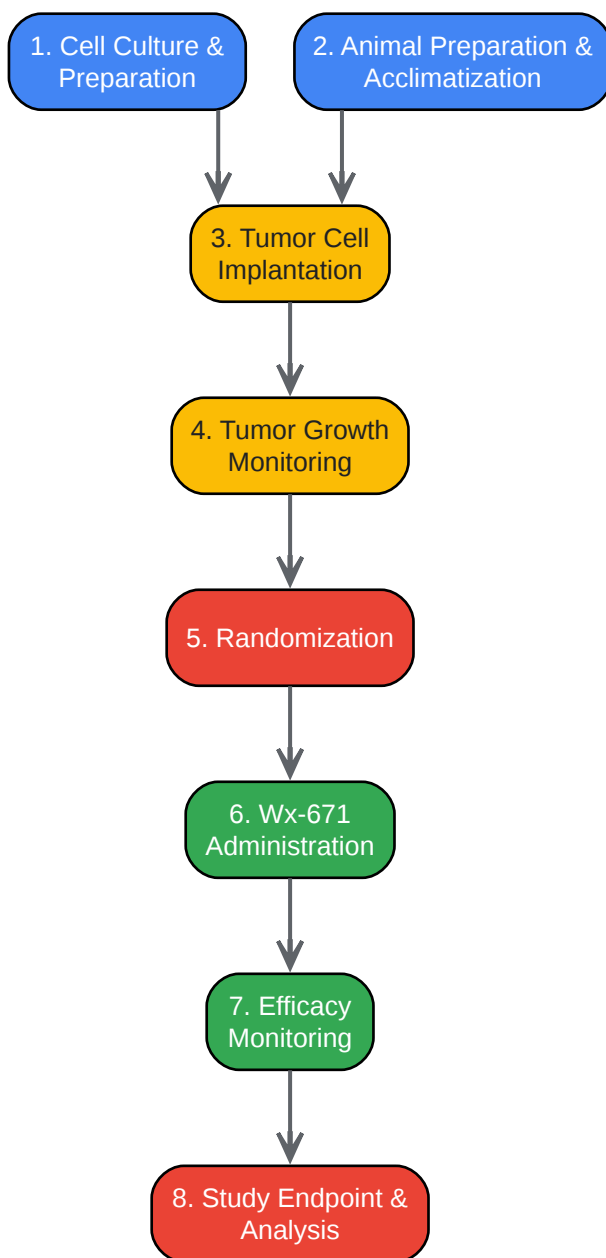 1. Cell Culture &
Preparation
2. Animal Preparation &
Acclimatization
3. Tumor Cell
Implantation
4. Tumor Growth
Monitoring
5. Randomization
6. Wx-671
Administration
7. Efficacy
Monitoring
8. Study Endpoint &
Analysis